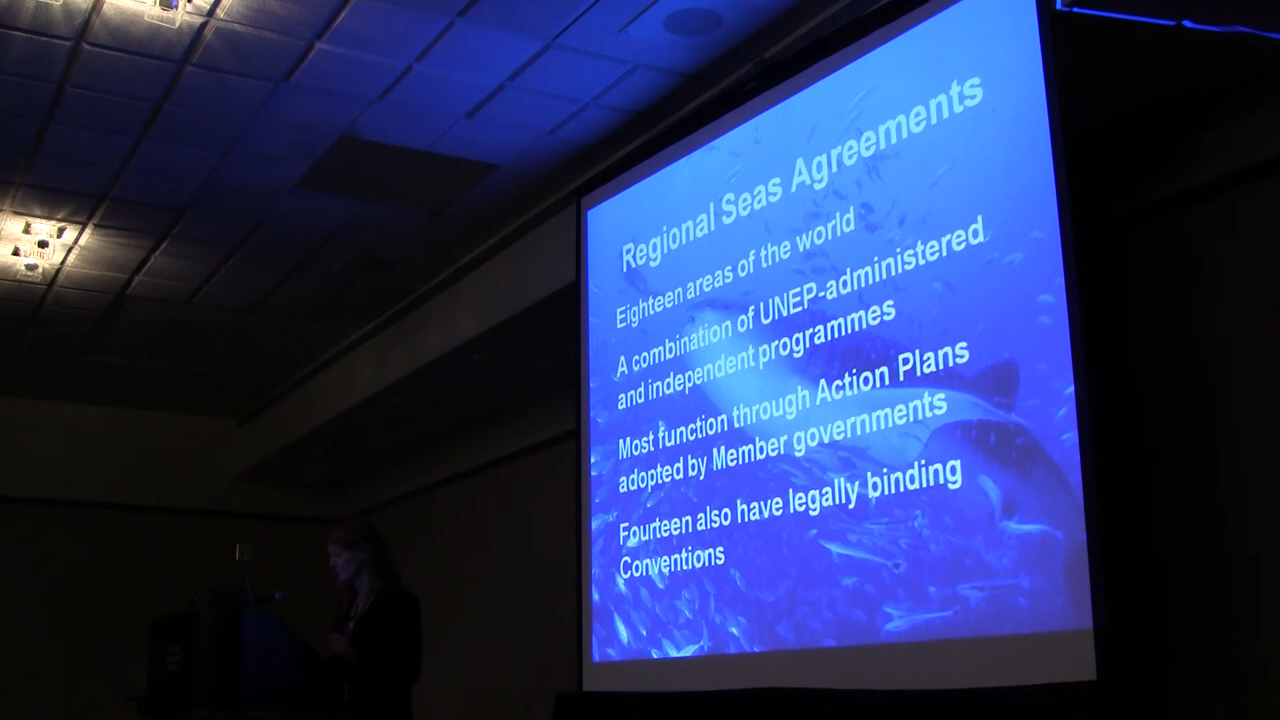 Regional Seas Agreements
Eighteen areas of the world
A combination of UNEP-administered
and independent programmes
Most function through Action Plans
adopted by Member governments
Fourteen also have legally binding
Conventions